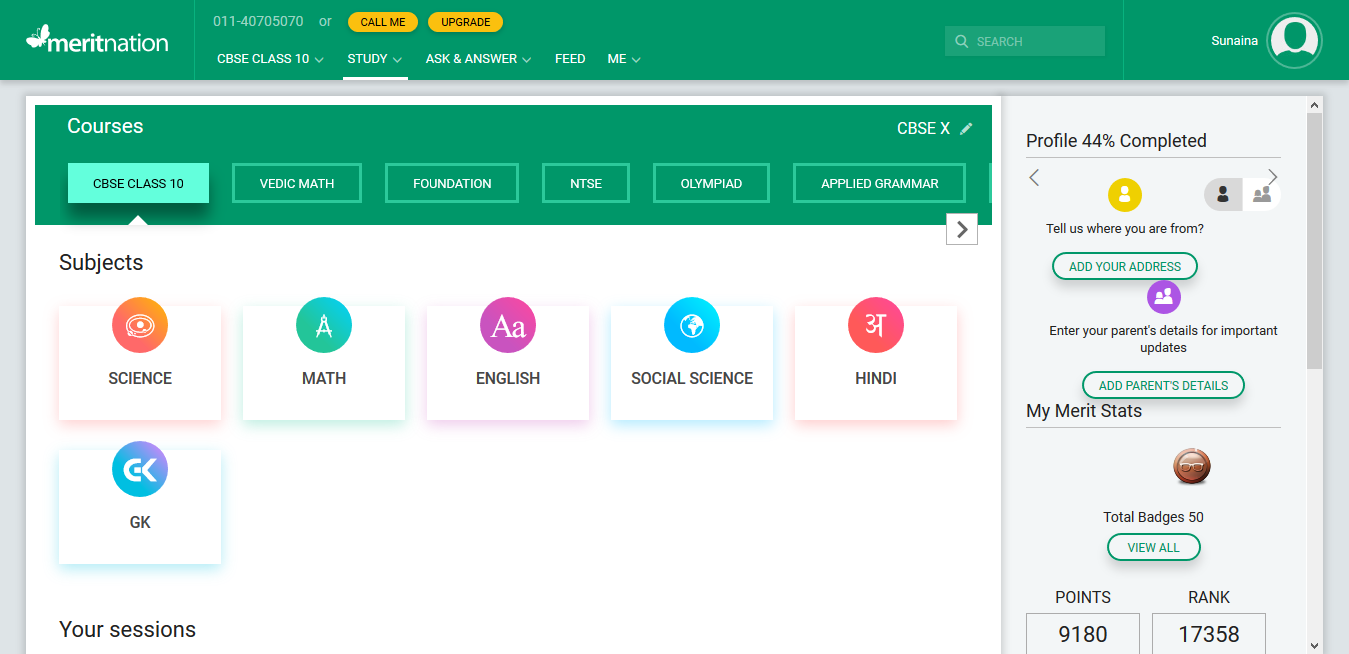 meritnation
011-40705070 or CALL ME UPGRADE
CBSE CLASS 10 STUDY ASK & ANSWER FEED ME
SEARCH
Sunaina
Courses
CBSE X
CBSE CLASS 10 VEDIC MATH FOUNDATION NTSE OLYMPIAD APPLIED GRAMMAR
Subjects
Aa
अ
SCIENCE MATH ENGLISH SOCIAL SCIENCE HINDI
GK
GK
Your sessions
Profile 44% Completed
Tell us where you are from?
ADD YOUR ADDRESS
Enter your parent's details for important
updates
ADD PARENT'S DETAILS
My Merit Stats
Total Badges 50
VIEW ALL
POINTS RANK
9180 17358